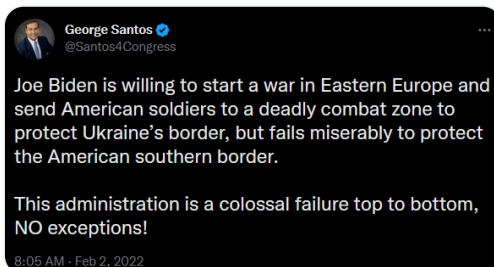 George Santos
@Santos4Congress
Joe Biden is willing to start a war in Eastern Europe and
send American soldiers to a deadly combat zone to
protect Ukraine's border, but fails miserably to protect
the American southern border.
This administration is a colossal failure top to bottom,
NO exceptions!
8:05 AM · Feb 2, 2022